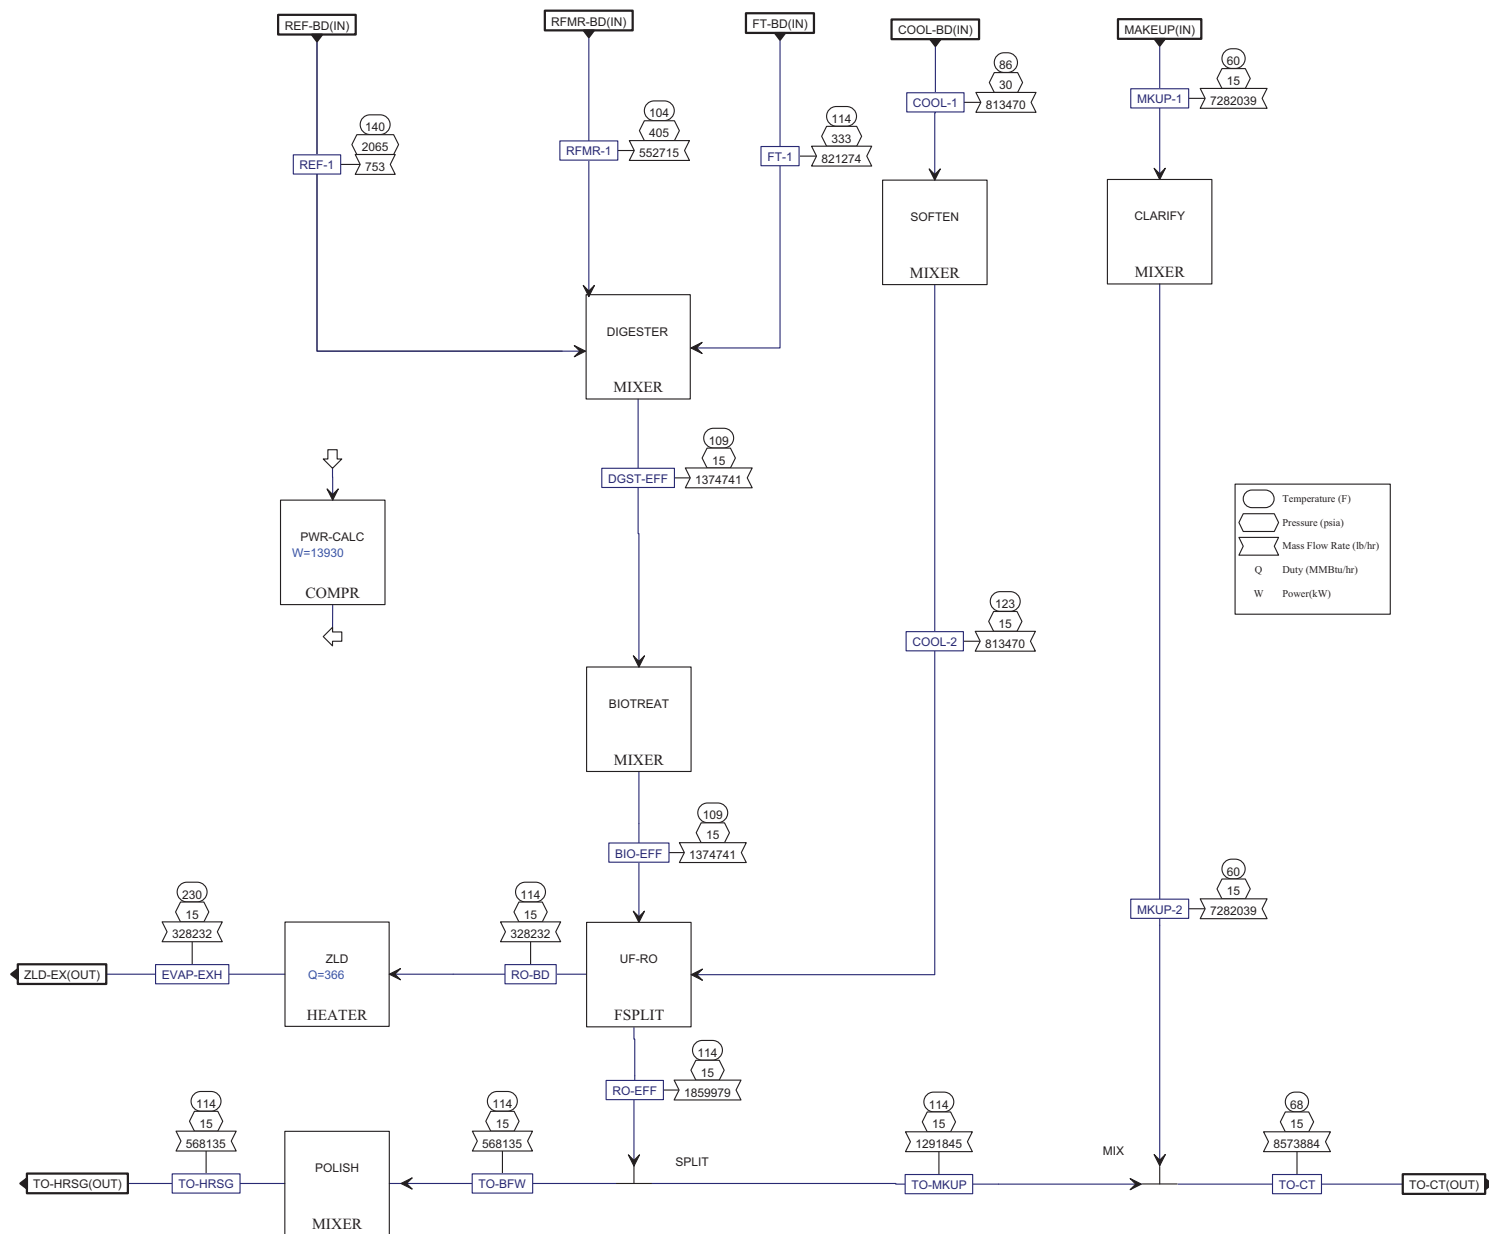 REF-BD(IN)
RFMR-BD(IN)
FT-BD(IN)
COOL-BD(IN)
MAKEUP(IN)
86
30
COOL-1
813470
60
15
MKUP-1
7282039
140
2065
REF-1
753
104
405
RFMR-1
552715
114
333
FT-1
821274
SOFTEN
MIXER
CLARIFY
MIXER
DIGESTER
MIXER
109
15
DGST-EFF
1374741
PWR-CALC
W=13930
COMPR
Temperature (F)
Pressure (psia)
Mass Flow Rate (lb/hr)
Q Duty (MMBtu/hr)
W Power(kW)
123
15
COOL-2
813470
BIOTREAT
MIXER
109
15
BIO-EFF
1374741
60
15
MKUP-2
7282039
230
15
328232
EVAP-EXH
ZLD-EX(OUT)
ZLD
Q=366
HEATER
114
15
328232
RO-BD
UF-RO
FSPLIT
114
15
RO-EFF
1859979
SPLIT
MIX
114
15
568135
TO-HRSG
TO-HRSG(OUT)
POLISH
MIXER
114
15
568135
TO-BFW
114
15
1291845
TO-MKUP
68
15
8573884
TO-CT
TO-CT(OUT)